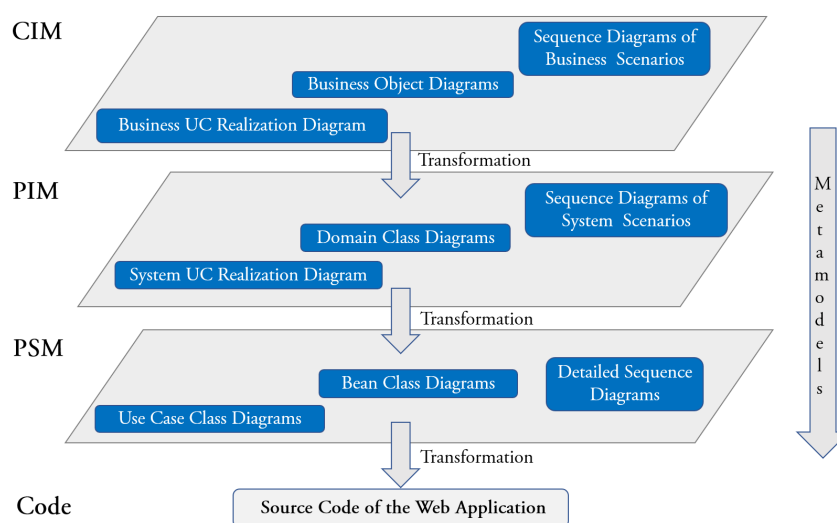 CIM
Sequence Diagrams of
Business Scenarios
Business Object Diagrams
Business UC Realization Diagram
Transformation
PIM
Sequence Diagrams of
System Scenarios
Domain Class Diagrams
System UC Realization Diagram
Transformation
PSM
Detailed Sequence
Diagrams
Bean Class Diagrams
Use Case Class Diagrams
Transformation
Code
Source Code of the Web Application
Metamodels